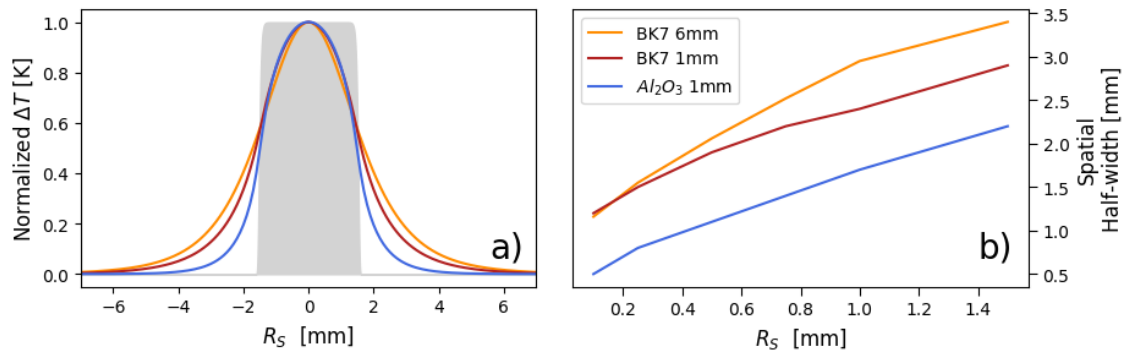 1.0
0.8
0.6
0.4
0.2
0.0
Normalized ΔT [K]
−6 −4 −2 0 2 4 6
R_S [mm]
a)
BK7 6mm
BK7 1mm
Al₂O₃ 1mm
3.5
3.0
2.5
2.0
1.5
1.0
0.5
Spatial
Half-width [mm]
0.2 0.4 0.6 0.8 1.0 1.2 1.4
R_S [mm]
b)